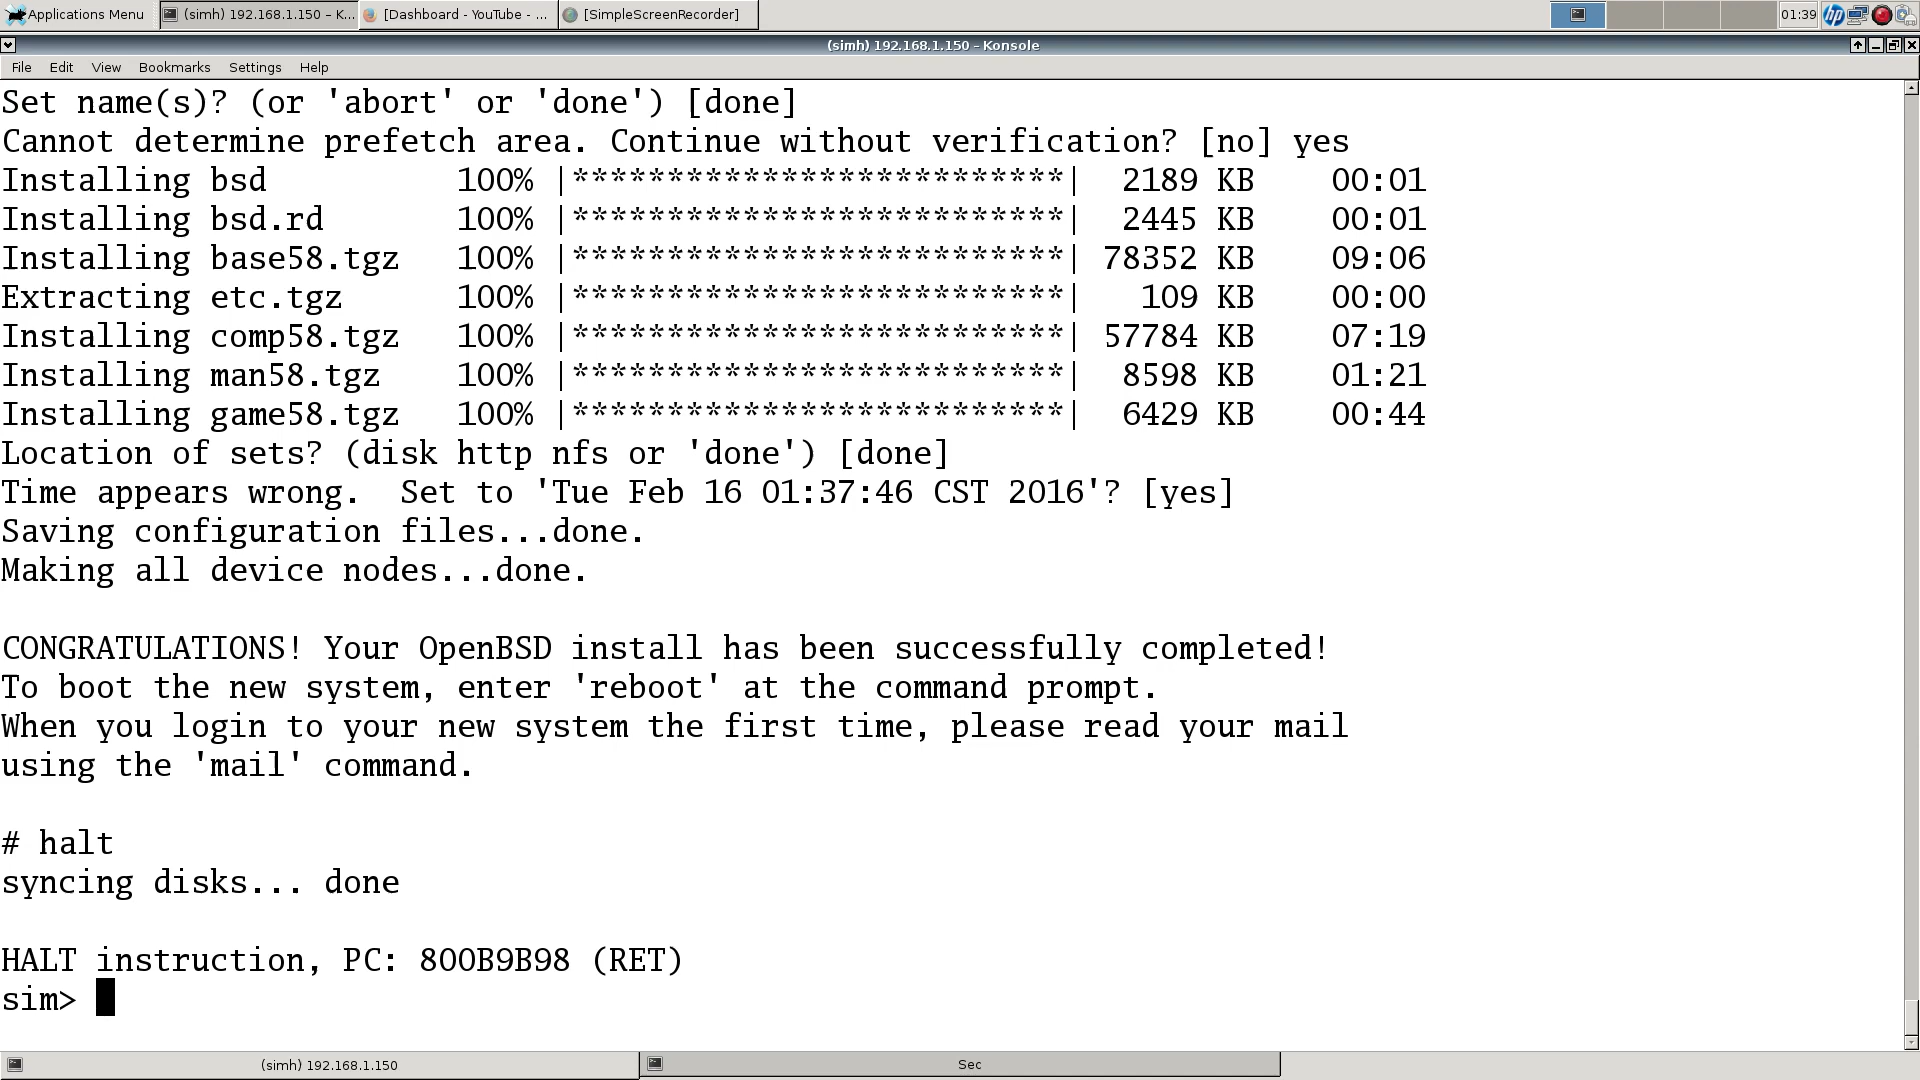 Applications Menu (simh) 192.168.1.150 – K... [Dashboard - YouTube - ... [SimpleScreenRecorder] 01:39
(simh) 192.168.1.150 – Konsole
File Edit View Bookmarks Settings Help
Set name(s)? (or 'abort' or 'done') [done]
Cannot determine prefetch area. Continue without verification? [no] yes
Installing bsd          100% |**************************|  2189 KB    00:01
Installing bsd.rd       100% |**************************|  2445 KB    00:01
Installing base58.tgz   100% |**************************| 78352 KB    09:06
Extracting etc.tgz      100% |**************************|   109 KB    00:00
Installing comp58.tgz   100% |**************************| 57784 KB    07:19
Installing man58.tgz    100% |**************************|  8598 KB    01:21
Installing game58.tgz   100% |**************************|  6429 KB    00:44
Location of sets? (disk http nfs or 'done') [done]
Time appears wrong.  Set to 'Tue Feb 16 01:37:46 CST 2016'? [yes]
Saving configuration files...done.
Making all device nodes...done.
CONGRATULATIONS! Your OpenBSD install has been successfully completed!
To boot the new system, enter 'reboot' at the command prompt.
When you login to your new system the first time, please read your mail
using the 'mail' command.
# halt
syncing disks... done
HALT instruction, PC: 800B9B98 (RET)
sim>
(simh) 192.168.1.150 Sec